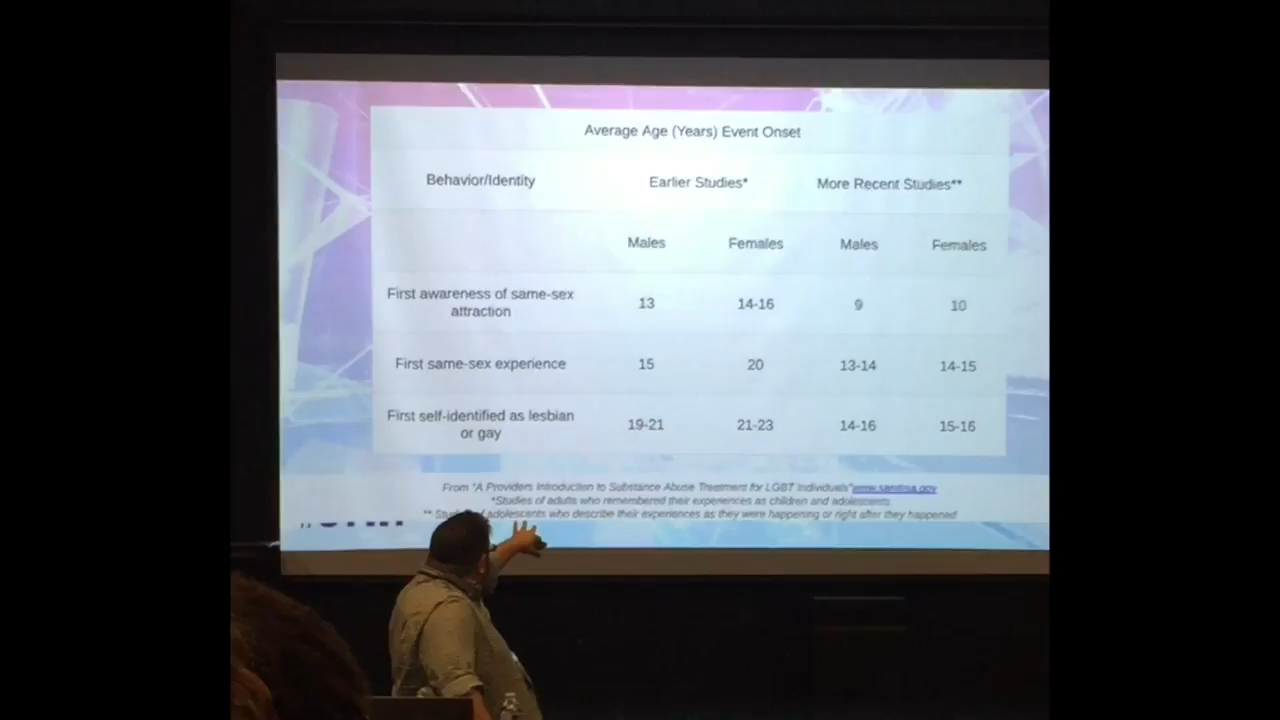 Average Age (Years) Event Onset
Behavior/Identity Earlier Studies* More Recent Studies**
Males Females Males Females
First awareness of same-sex
attraction 13 14-16 9 10
First same-sex experience 15 20 13-14 14-15
First self-identified as lesbian
or gay 19-21 21-23 14-16 15-16
From "A Providers Introduction to Substance Abuse Treatment for LGBT Individuals"www.samhsa.gov
*Studies of adults who remembered their experiences as children and adolescents
** of adolescents who describe their experiences as they were happening or right after they happened